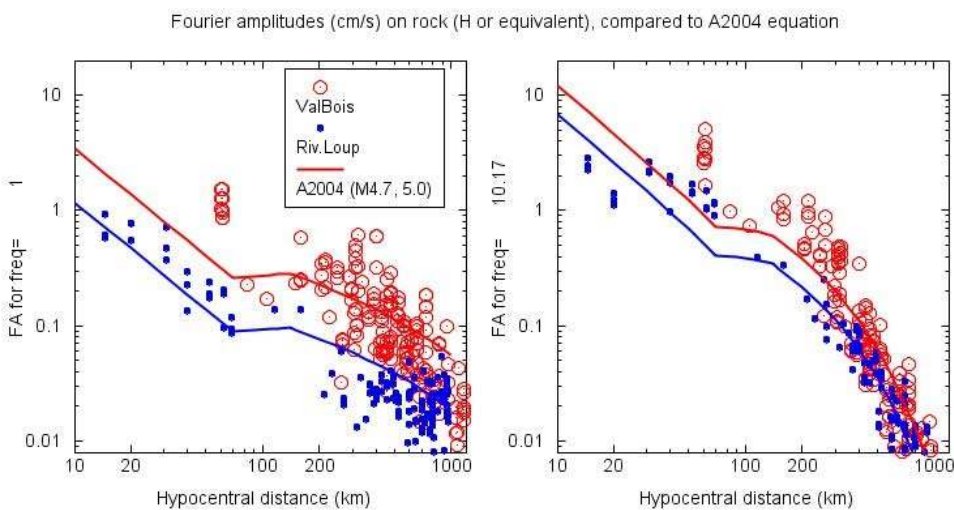 Fourier amplitudes (cm/s) on rock (H or equivalent), compared to A2004 equation
FA for freq= 1
10
1
0.1
0.01
ValBois
Riv.Loup
A2004 (M4.7, 5.0)
10 20 100 200 1000
Hypocentral distance (km)
FA for freq= 10.17
10
1
0.1
0.01
10 20 100 200 1000
Hypocentral distance (km)